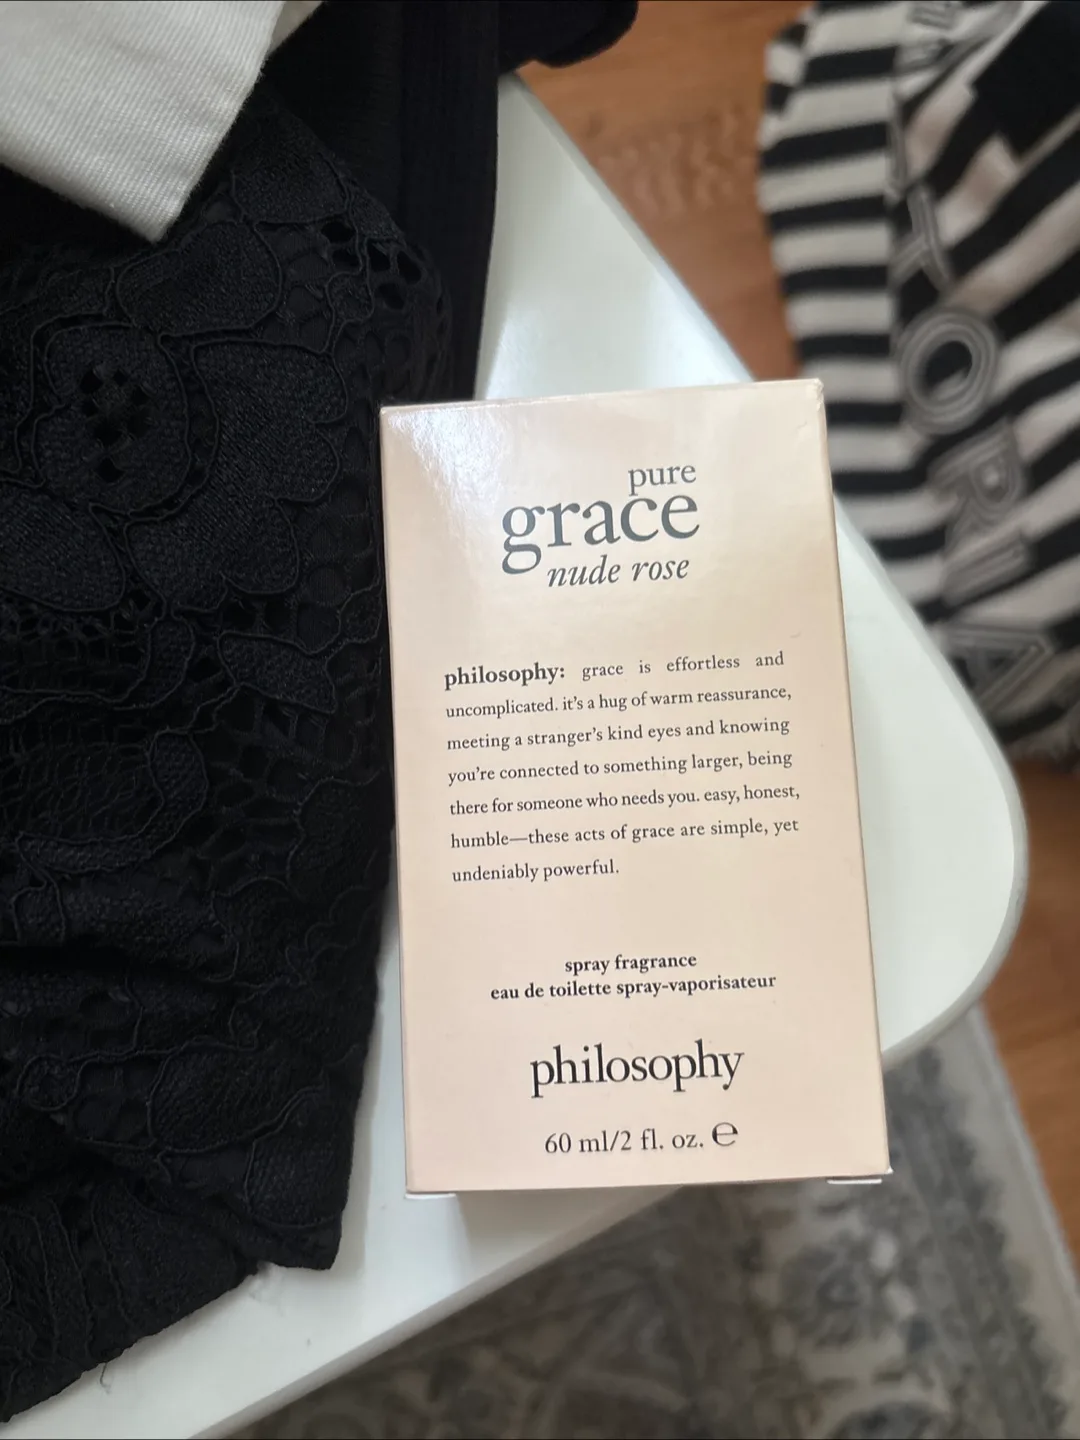 pure
grace
nude rose
philosophy: grace is effortless and
uncomplicated. it's a hug of warm reassurance,
meeting a stranger's kind eyes and knowing
you're connected to something larger, being
there for someone who needs you. easy, honest,
humble—these acts of grace are simple, yet
undeniably powerful.
spray fragrance
eau de toilette spray-vaporisateur
philosophy
60 ml/2 fl. oz. ℮